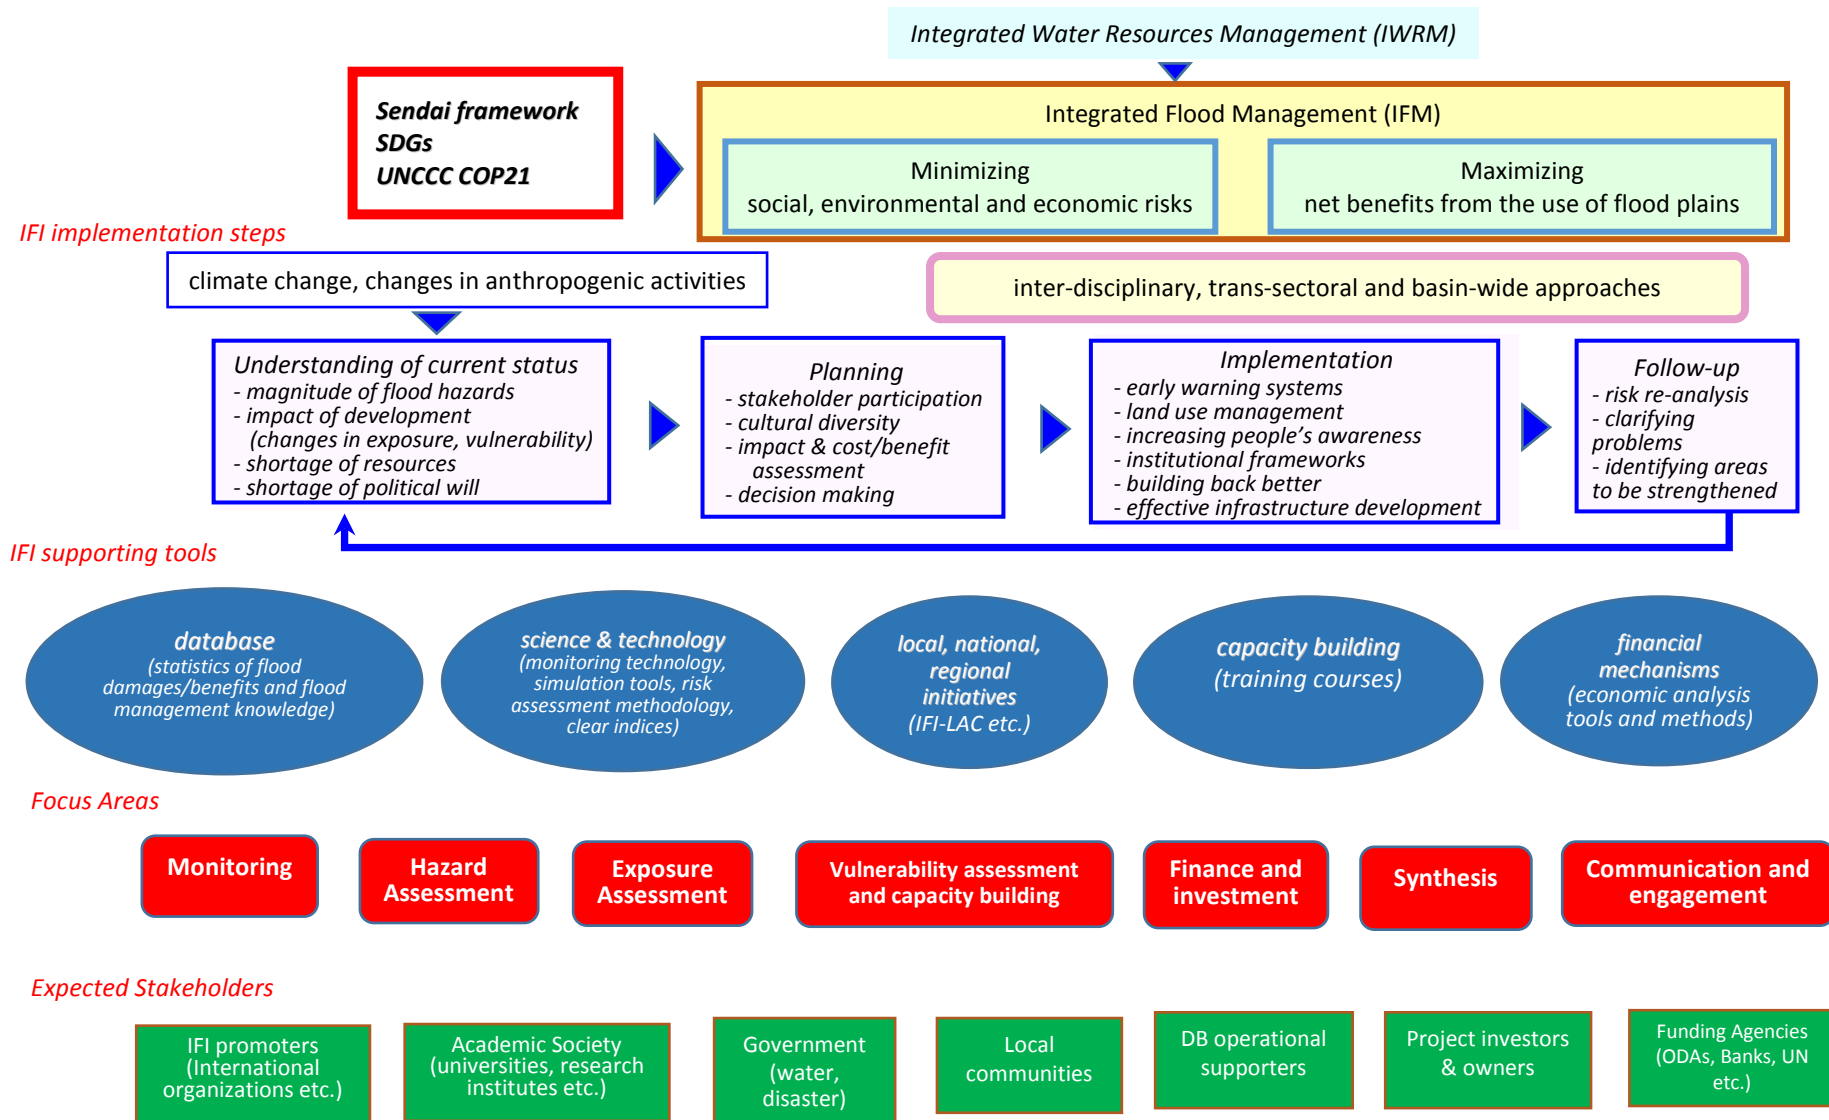 Integrated Water Resources Management (IWRM)
Sendai framework
SDGs
UNCCC COP21
Integrated Flood Management (IFM)
Minimizing
social, environmental and economic risks
Maximizing
net benefits from the use of flood plains
IFI implementation steps
climate change, changes in anthropogenic activities
inter-disciplinary, trans-sectoral and basin-wide approaches
Understanding of current status
- magnitude of flood hazards
- impact of development
(changes in exposure, vulnerability)
- shortage of resources
- shortage of political will
Planning
- stakeholder participation
- cultural diversity
- impact & cost/benefit
assessment
- decision making
Implementation
- early warning systems
- land use management
- increasing people's awareness
- institutional frameworks
- building back better
- effective infrastructure development
Follow-up
- risk re-analysis
- clarifying
problems
- identifying areas
to be strengthened
IFI supporting tools
database
(statistics of flood
damages/benefits and flood
management knowledge)
science & technology
(monitoring technology,
simulation tools, risk
assessment methodology,
clear indices)
local, national,
regional
initiatives
(IFI-LAC etc.)
capacity building
(training courses)
financial
mechanisms
(economic analysis
tools and methods)
Focus Areas
Monitoring
Hazard
Assessment
Exposure
Assessment
Vulnerability assessment
and capacity building
Finance and
investment
Synthesis
Communication and
engagement
Expected Stakeholders
IFI promoters
(International
organizations etc.)
Academic Society
(universities, research
institutes etc.)
Government
(water,
disaster)
Local
communities
DB operational
supporters
Project investors
& owners
Funding Agencies
(ODAs, Banks, UN
etc.)